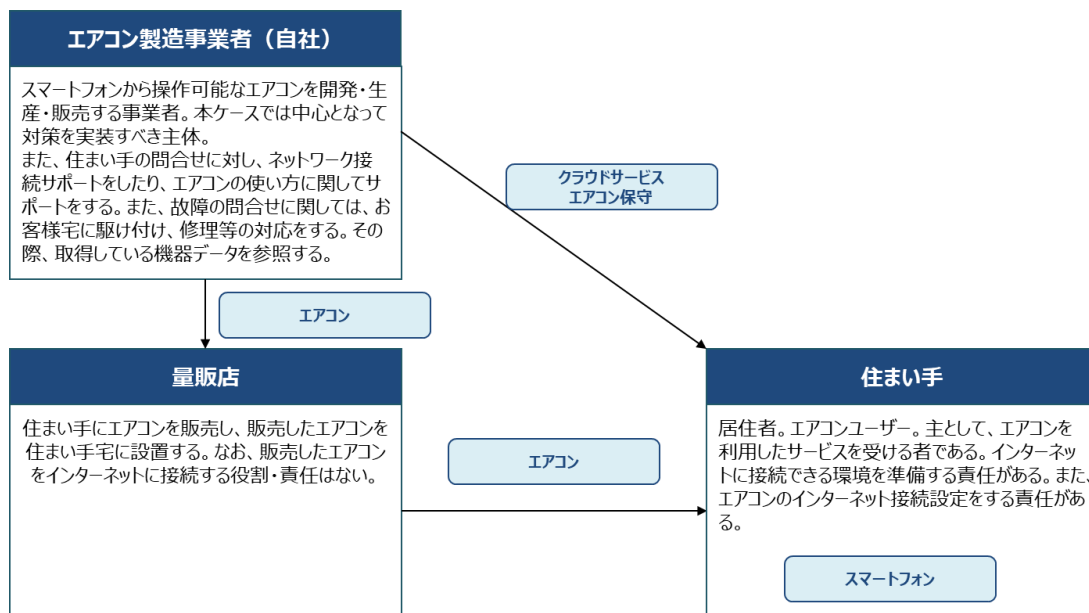 エアコン製造事業者（自社）
スマートフォンから操作可能なエアコンを開発・生
産・販売する事業者。本ケースでは中心となって
対策を実装すべき主体。
また、住まい手の問合せに対し、ネットワーク接
続サポートをしたり、エアコンの使い方に関してサ
ポートをする。また、故障の問合せに関しては、お
客様宅に駆け付け、修理等の対応をする。その
際、取得している機器データを参照する。
クラウドサービス
エアコン保守
エアコン
量販店
住まい手にエアコンを販売し、販売したエアコンを
住まい手宅に設置する。なお、販売したエアコン
をインターネットに接続する役割・責任はない。
エアコン
住まい手
居住者。エアコンユーザー。主として、エアコンを
利用したサービスを受ける者である。インターネッ
トに接続できる環境を準備する責任がある。また、
エアコンのインターネット接続設定をする責任があ
る。
スマートフォン